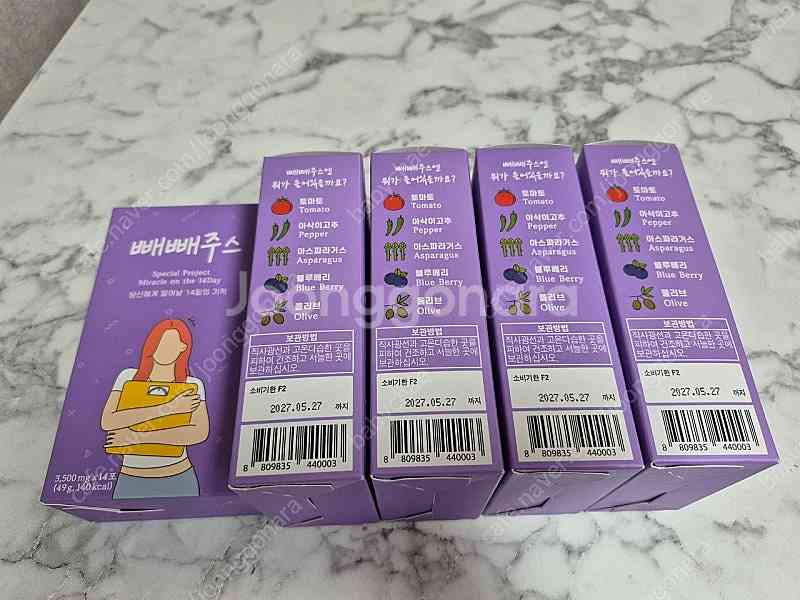 빼빼주스
Special Project
Miracle on the 14Day
당신에게 일어날 14일의 기적
3,500 mg x 14포
(49 g, 140 kcal)
빼빼주스엔
뭐가 들어있을까요?
토마토
Tomato
아삭이고추
Pepper
아스파라거스
Asparagus
블루베리
Blue Berry
올리브
Olive
보관방법
직사광선과 고온다습한 곳을
피하여 건조하고 서늘한 곳에
보관하십시오.
소비기한 F2
2027.05.27 까지
8 809835 440003
빼빼주스엔
뭐가 들어있을까요?
토마토
Tomato
아삭이고추
Pepper
아스파라거스
Asparagus
블루베리
Blue Berry
올리브
Olive
보관방법
직사광선과 고온다습한 곳을
피하여 건조하고 서늘한 곳에
보관하십시오.
소비기한 F2
2027.05.27 까지
8 809835 440003
빼빼주스엔
뭐가 들어있을까요?
토마토
Tomato
아삭이고추
Pepper
아스파라거스
Asparagus
블루베리
Blue Berry
올리브
Olive
보관방법
직사광선과 고온다습한 곳을
피하여 건조하고 서늘한 곳에
보관하십시오.
소비기한 F2
2027.05.27 까지
8 809835 440003
빼빼주스엔
뭐가 들어있을까요?
토마토
Tomato
아삭이고추
Pepper
아스파라거스
Asparagus
블루베리
Blue Berry
올리브
Olive
보관방법
직사광선과 고온다습한 곳을
피하여 건조하고 서늘한 곳에
보관하십시오.
소비기한 F2
2027.05.27 까지
8 809835 440003
Joonggonara
cafe.naver.com/joonggonara